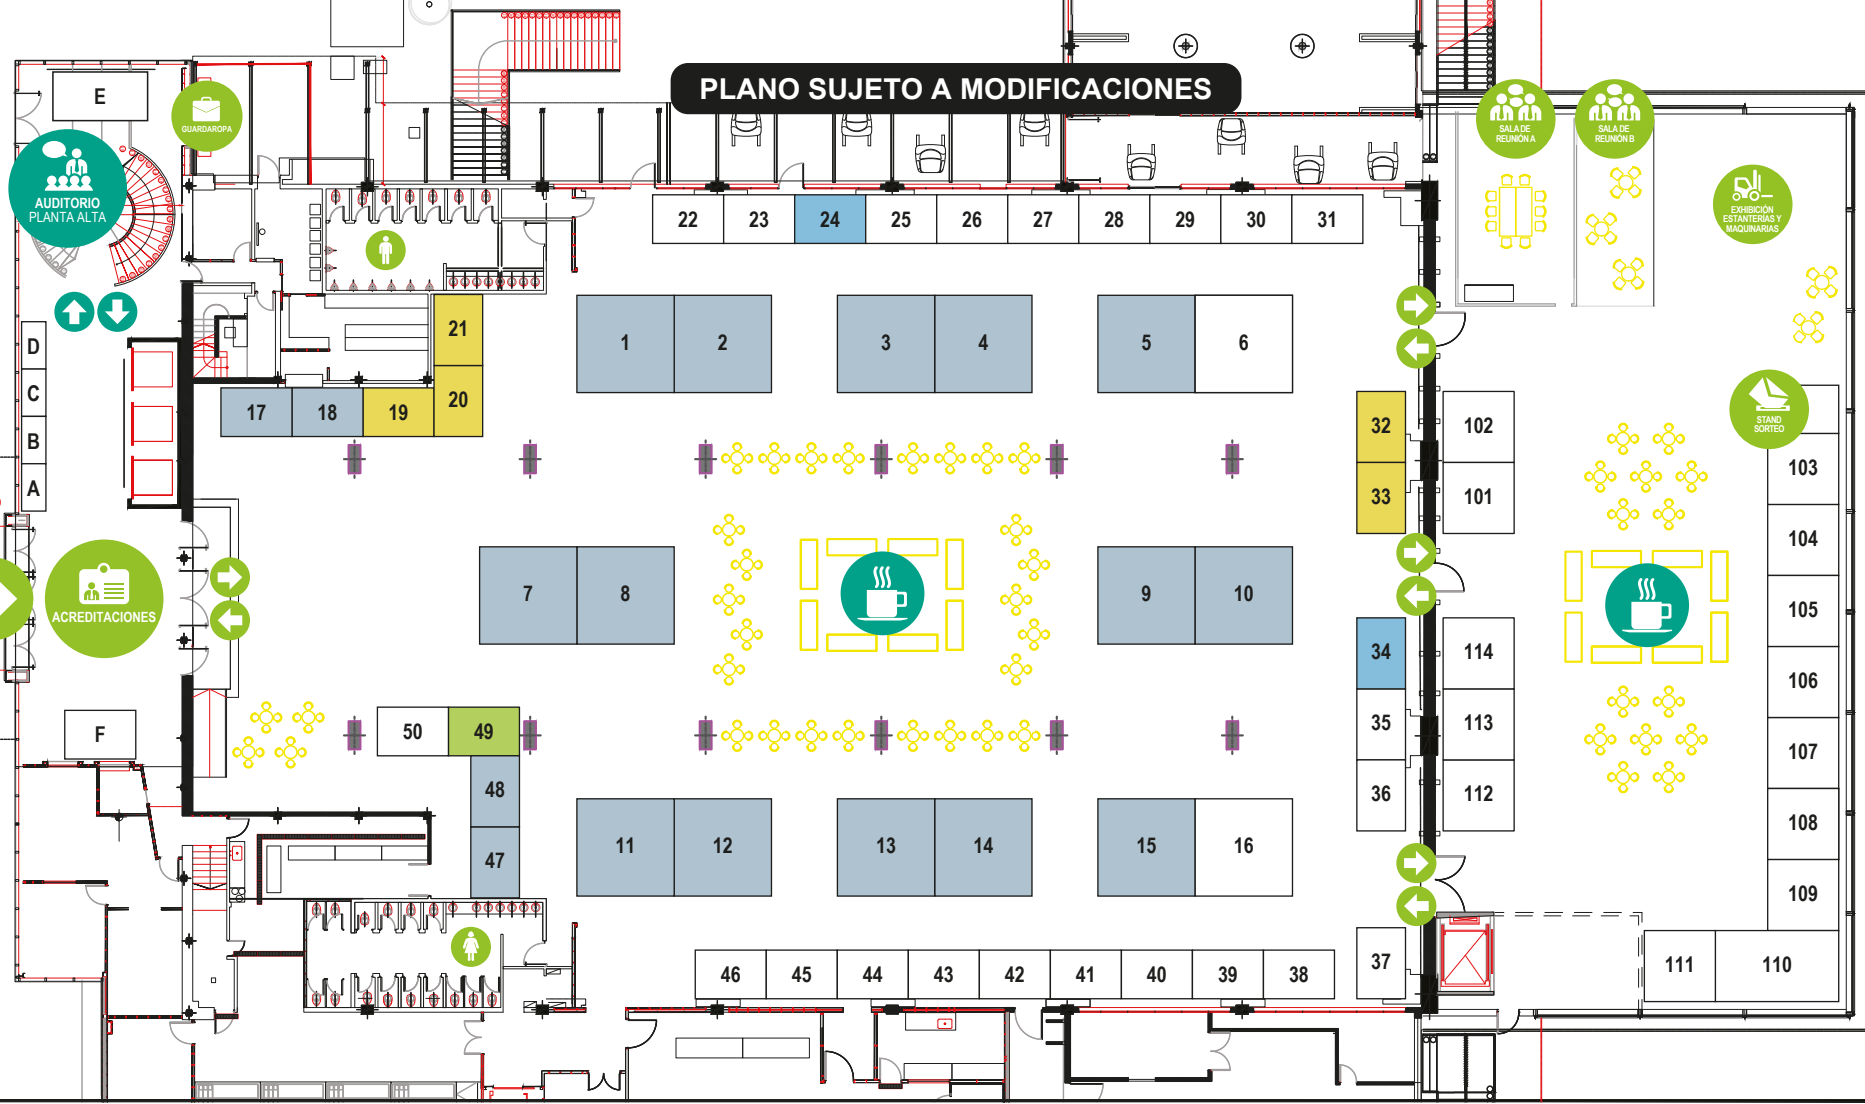 PLANO SUJETO A MODIFICACIONES
E
GUARDAROPA
AUDITORIO
PLANTA ALTA
SALA DE
REUNIÓN A
SALA DE
REUNIÓN B
EXHIBICIÓN
ESTANTERÍAS Y
MAQUINARIAS
22 23 24 25 26 27 28 29 30 31
D
C
B
A
21
20
17 18 19
1 2 3 4 5 6
32
33
102
101
STAND
SORTEO
103
104
105
106
107
108
109
7 8 9 10
ACREDITACIONES
34
35
36
114
113
112
F
50 49
48
47
11 12 13 14 15 16
46 45 44 43 42 41 40 39 38
37
111 110